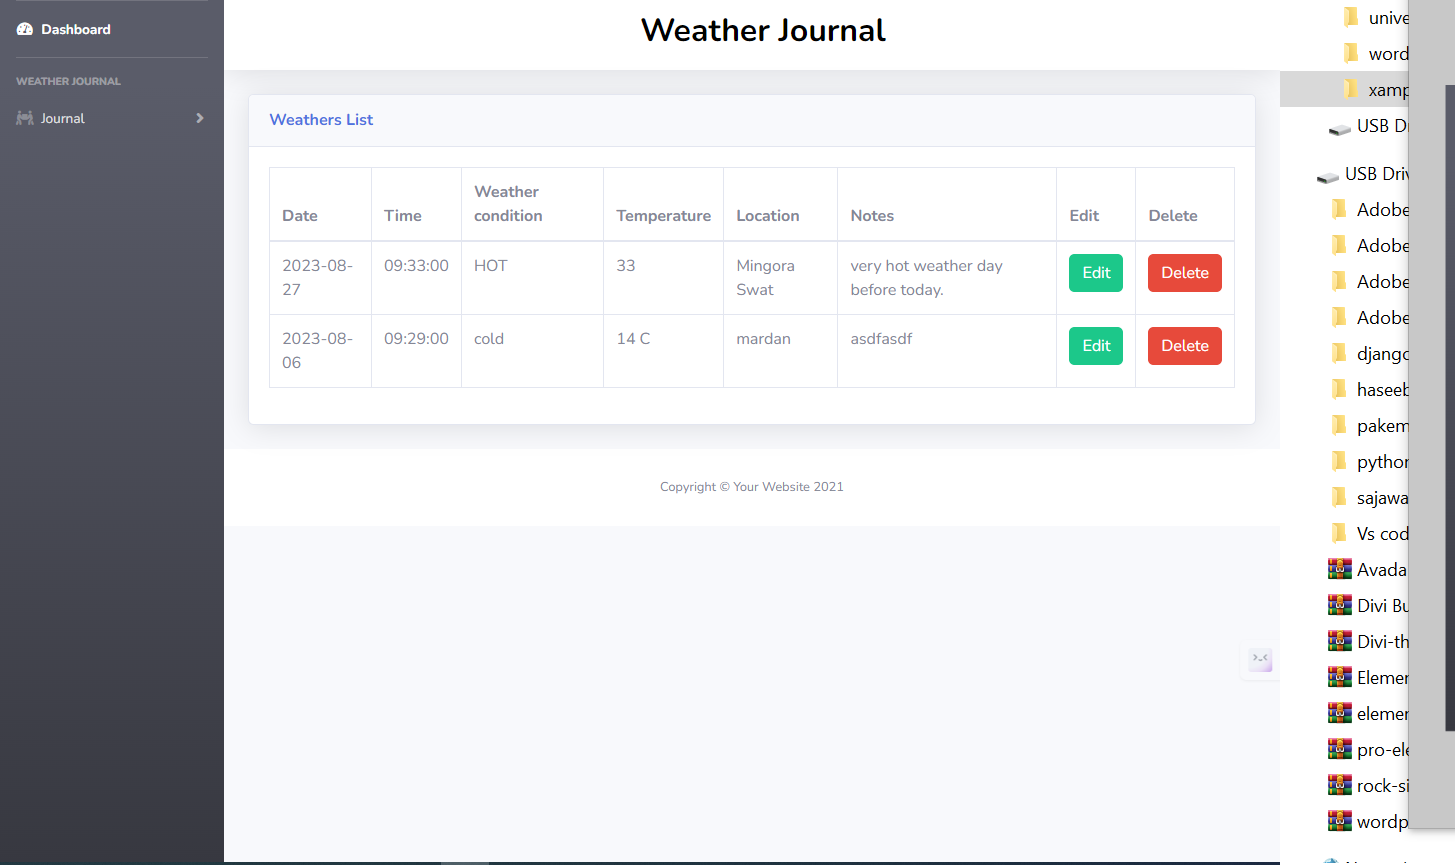 Dashboard
WEATHER JOURNAL
Journal
Weather Journal
Weathers List
Date
Time
Weather
condition
Temperature
Location
Notes
Edit
Delete
2023-08-
27
09:33:00
HOT
33
Mingora
Swat
very hot weather day
before today.
Edit
Delete
2023-08-
06
09:29:00
cold
14 C
mardan
asdfasdf
Edit
Delete
Copyright © Your Website 2021
unive
word
xamp
USB D
USB Driv
Adobe
Adobe
Adobe
Adobe
django
haseeb
pakem
python
sajawa
Vs cod
Avada
Divi Bu
Divi-th
Elemen
elemen
pro-ele
rock-si
wordp